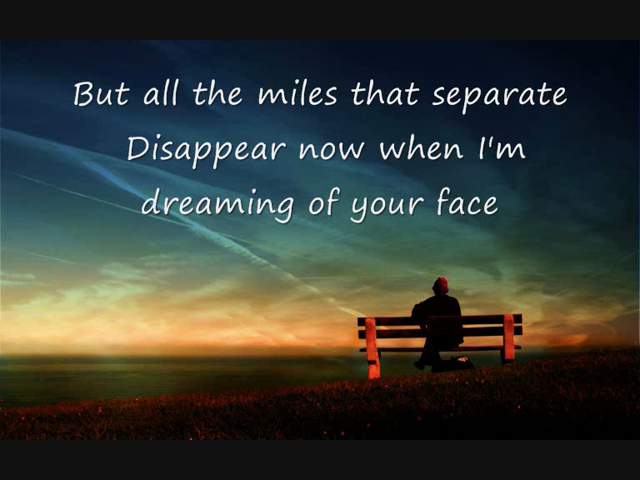 But all the miles that separate
Disappear now when I'm
dreaming of your face